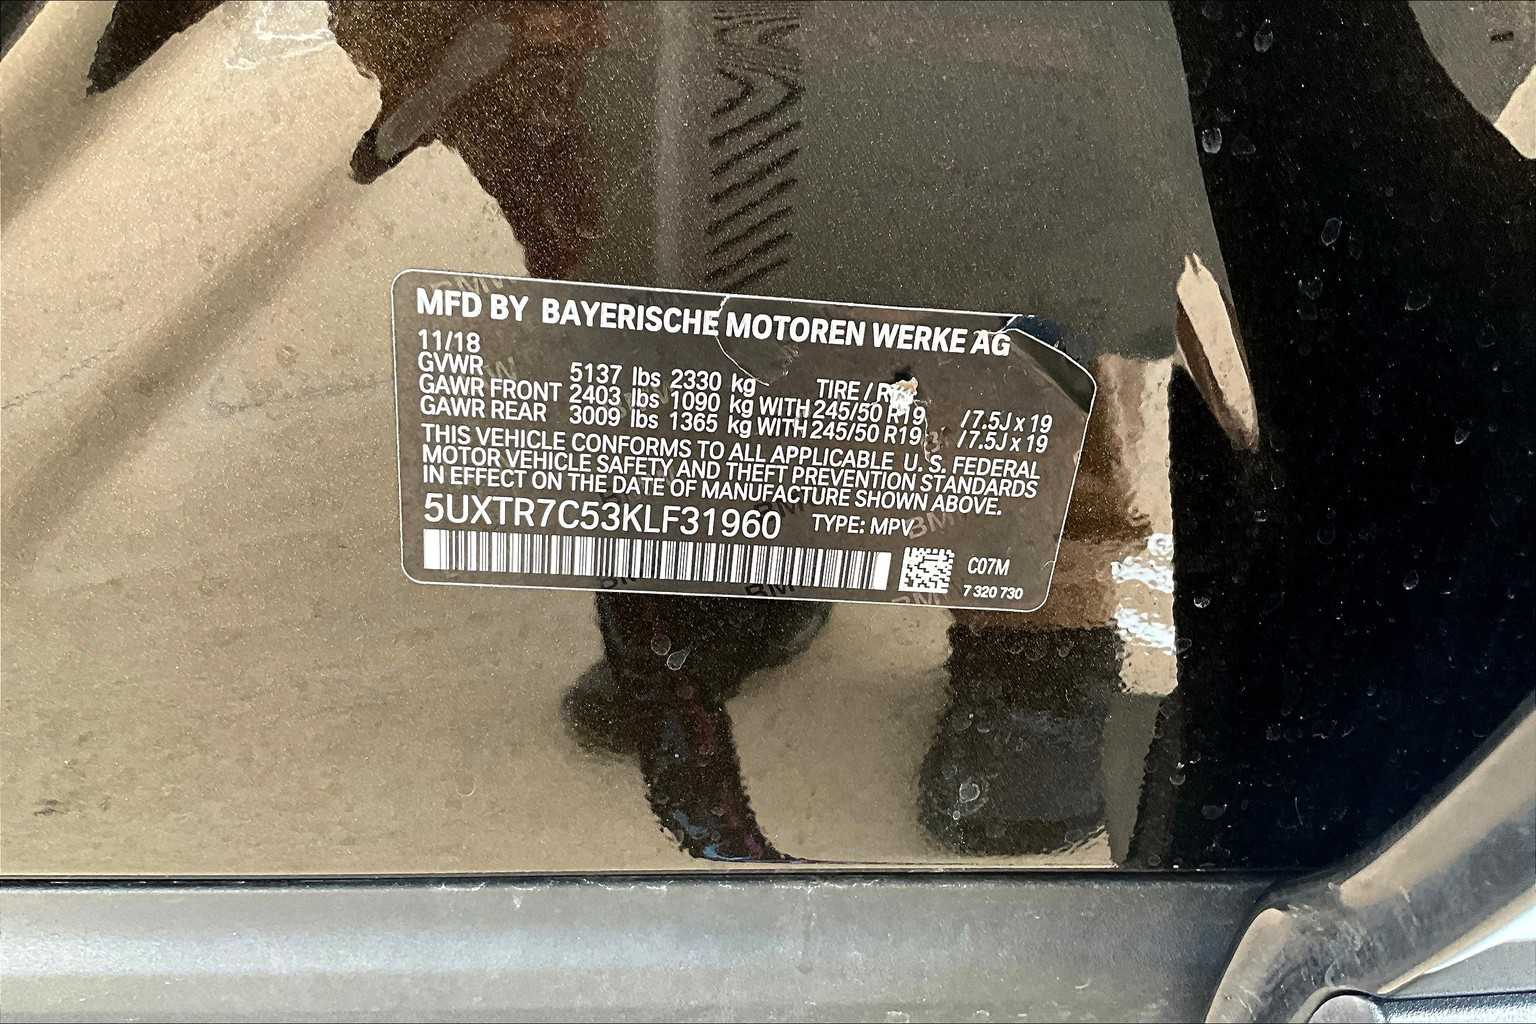 MFD BY BAYERISCHE MOTOREN WERKE AG
11/18
GVWR 5137 lbs 2330 kg TIRE /
GAWR FRONT 2403 lbs 1090 kg WITH 245/50 R19 /7.5J x 19
GAWR REAR 3009 lbs 1365 kg WITH 245/50 R19 /7.5J x 19
THIS VEHICLE CONFORMS TO ALL APPLICABLE U. S. FEDERAL
MOTOR VEHICLE SAFETY AND THEFT PREVENTION STANDARDS
IN EFFECT ON THE DATE OF MANUFACTURE SHOWN ABOVE.
5UXTR7C53KLF31960 TYPE: MPV
C07M
7 320 730